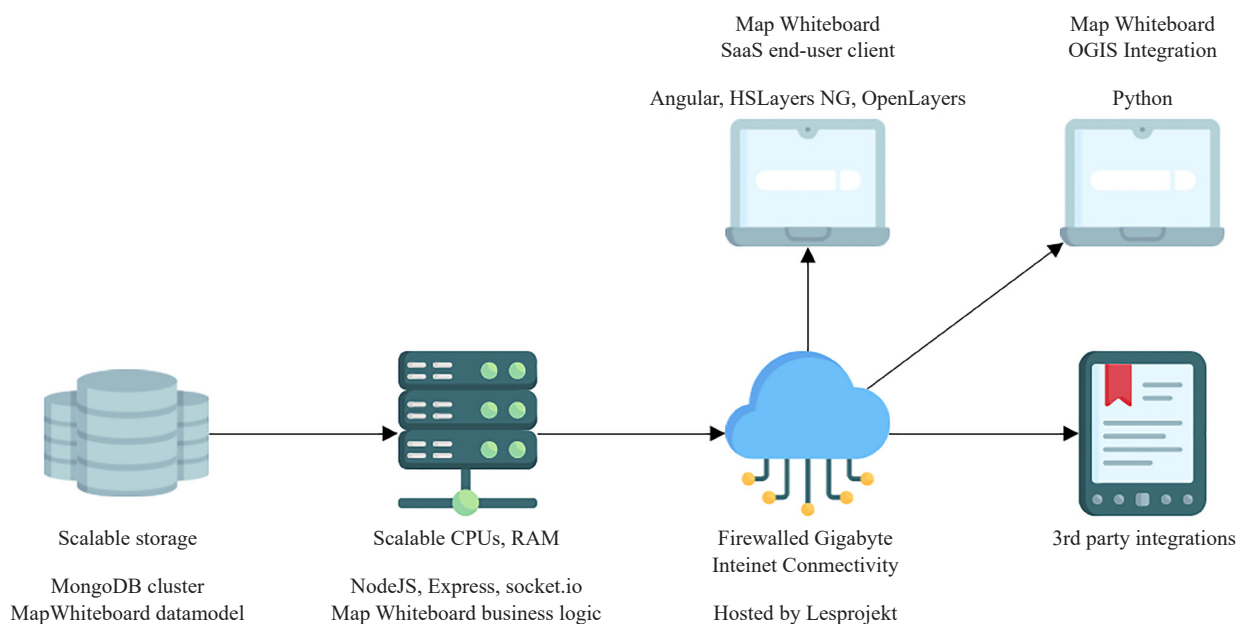 Map Whiteboard
SaaS end-user client
Angular, HSLayers NG, OpenLayers
Map Whiteboard
OGIS Integration
Python
Scalable storage
MongoDB cluster
MapWhiteboard datamodel
Scalable CPUs, RAM
NodeJS, Express, socket.io
Map Whiteboard business logic
Firewalled Gigabyte
Inteinet Conmectivity
Hosted by Lesprojekt
3rd party integrations